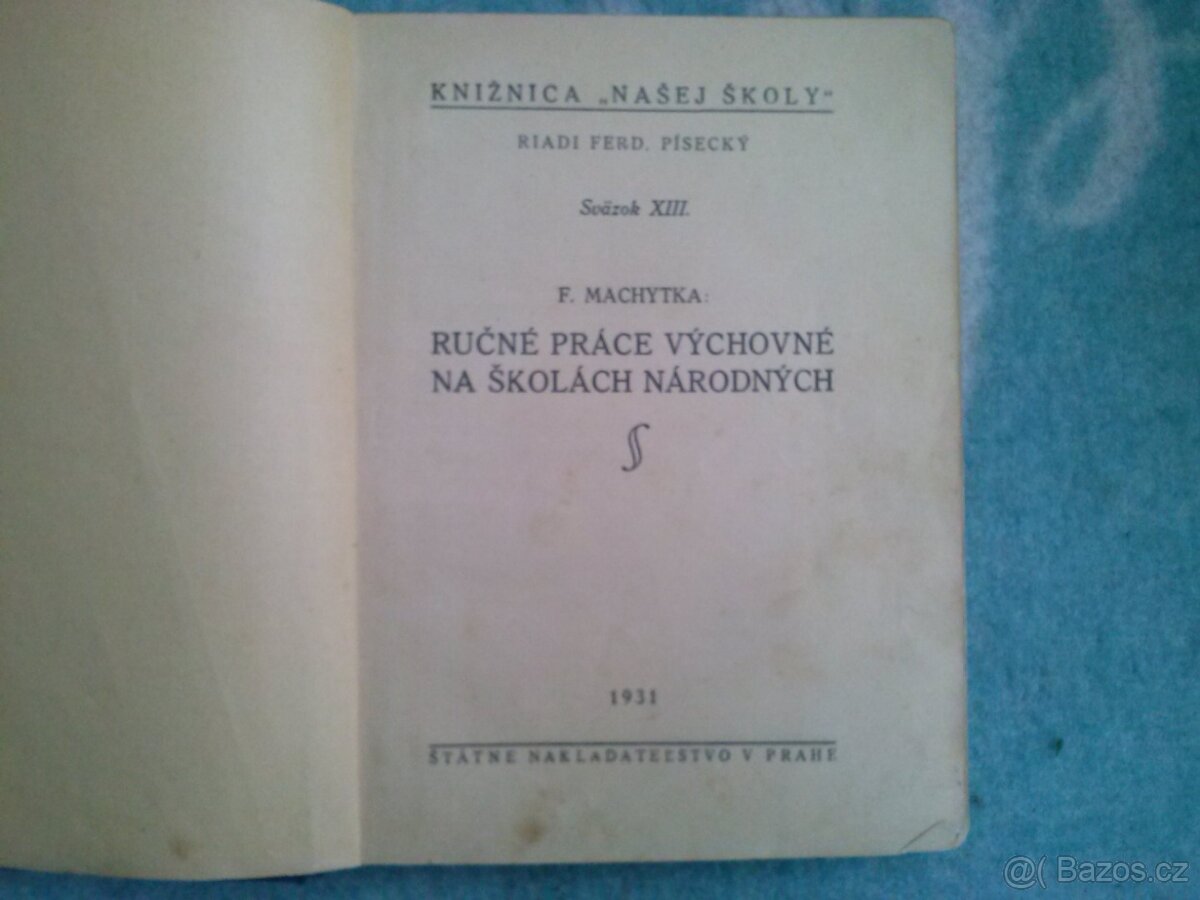 KNIŽNICA „NAŠEJ ŠKOLY“
RIADI FERD. PÍSECKÝ
Sväzok XIII.
F. MACHYTKA:
RUČNÉ PRÁCE VÝCHOVNÉ
NA ŠKOLÁCH NÁRODNÝCH
1931
ŠTÁTNE NAKLADATEĽSTVO V PRAHE
@( Bazos.cz